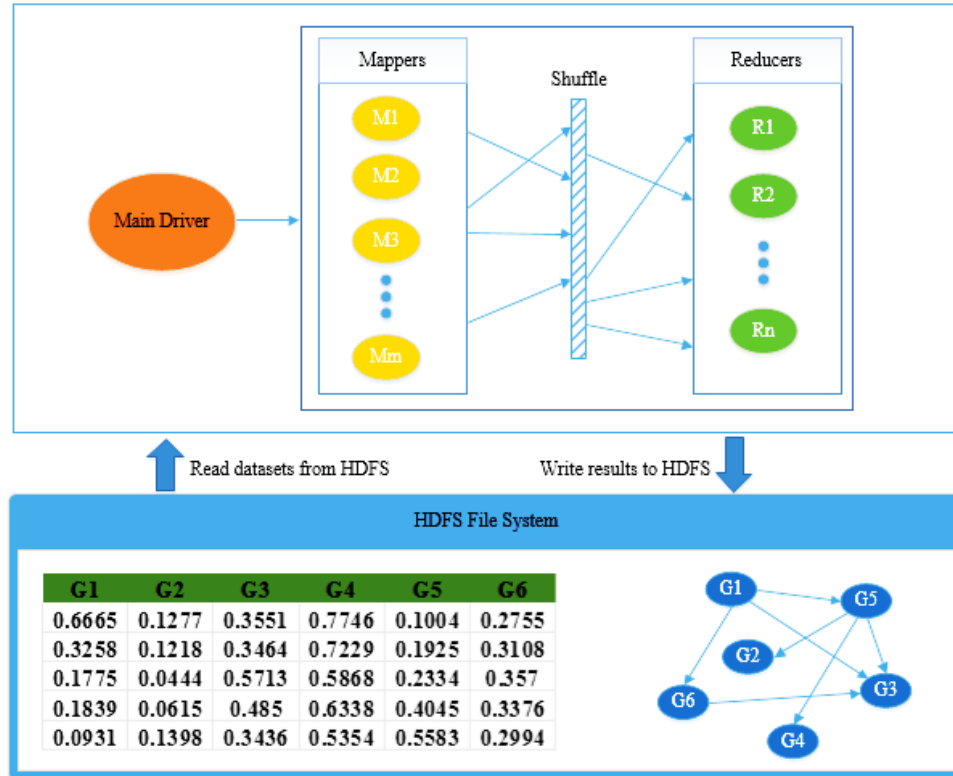 Mappers
Reducers
Shuffle
M1
M2
M3
Mm
R1
R2
Rn
Main Driver
Read datasets from HDFS
Write results to HDFS
HDFS File System
G1 G2 G3 G4 G5 G6
0.6665 0.1277 0.3551 0.7746 0.1004 0.2755
0.3258 0.1218 0.3464 0.7229 0.1925 0.3108
0.1775 0.0444 0.5713 0.5868 0.2334 0.357
0.1839 0.0615 0.485 0.6338 0.4045 0.3376
0.0931 0.1398 0.3436 0.5354 0.5583 0.2994
G1
G5
G2
G6
G3
G4